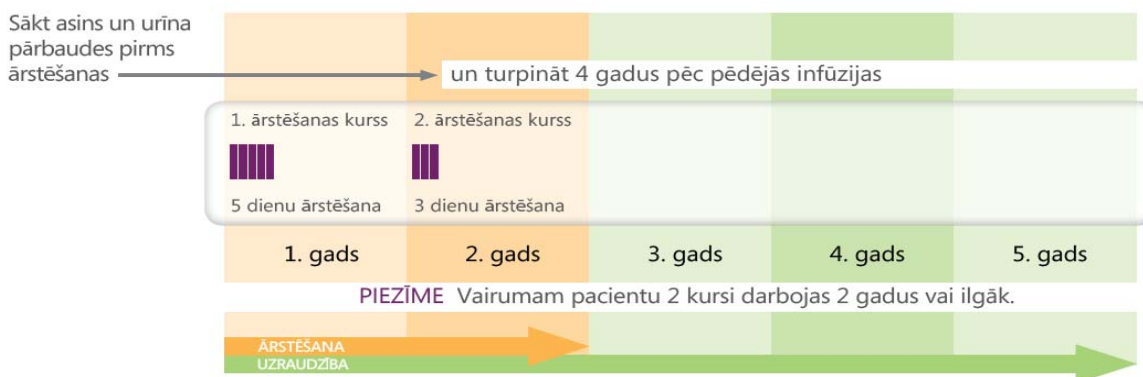 Sākt asins un urīna
pārbaudes pirms
ārstēšanas
un turpināt 4 gadus pēc pēdējās infūzijas
1. ārstēšanas kurss
2. ārstēšanas kurss
5 dienu ārstēšana
3 dienu ārstēšana
1. gads
2. gads
3. gads
4. gads
5. gads
PIEZĪME Vairumam pacientu 2 kursi darbojas 2 gadus vai ilgāk.
ĀRSTĒŠANA
UZRAUDZĪBA